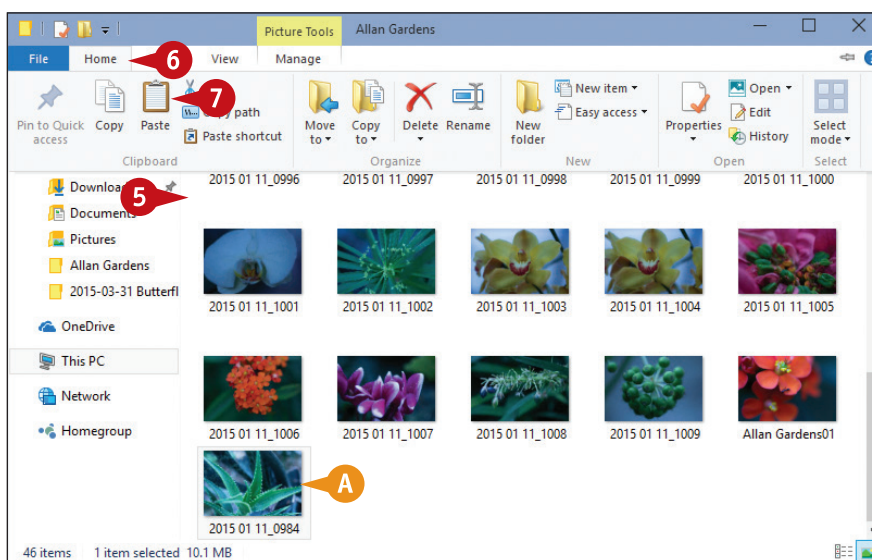 Picture Tools Allan Gardens
File Home View Manage
6
7
Pin to Quick access
Copy
Paste
path
Paste shortcut
Move to
Copy to
Delete
Rename
New folder
New item
Easy access
Properties
Open
Edit
History
Select mode
Clipboard Organize New Open Select
5
Documents
Pictures
Allan Gardens
2015-03-31 Butterfl
OneDrive
This PC
Network
Homegroup
2015 01 11_0996 2015 01 11_0997 2015 01 11_0998 2015 01 11_0999 2015 01 11_1000
2015 01 11_1001 2015 01 11_1002 2015 01 11_1003 2015 01 11_1004 2015 01 11_1005
2015 01 11_1006 2015 01 11_1007 2015 01 11_1008 2015 01 11_1009 Allan Gardens01
A
2015 01 11_0984
46 items 1 item selected 10.1 MB